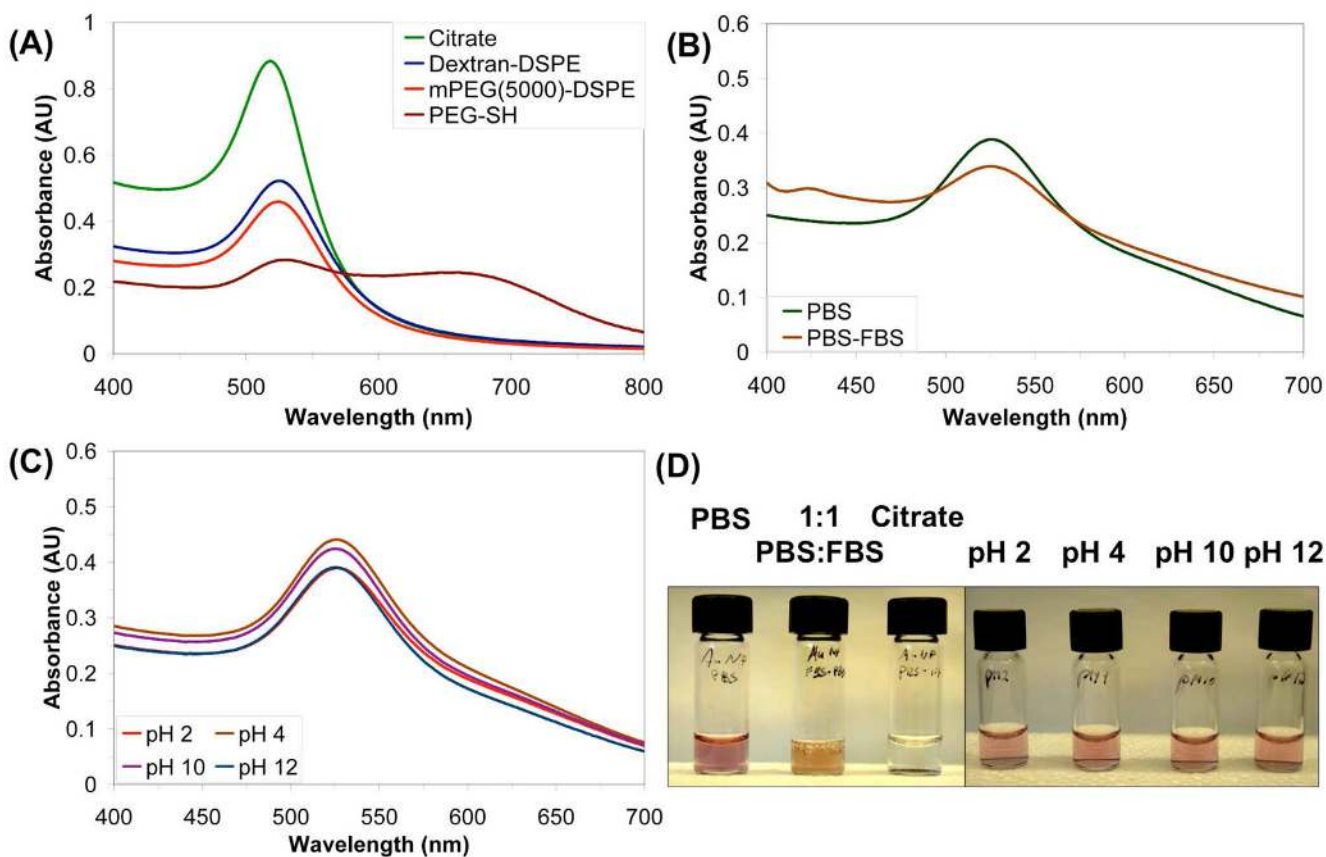 (A)
1
0.8
0.6
0.4
0.2
0
Absorbance (AU)
400 500 600 700 800
Wavelength (nm)
Citrate
Dextran-DSPE
mPEG(5000)-DSPE
PEG-SH
(B)
0.6
0.5
0.4
0.3
0.2
0.1
0
Absorbance (AU)
400 450 500 550 600 650 700
Wavelength (nm)
PBS
PBS-FBS
(C)
0.6
0.5
0.4
0.3
0.2
0.1
0
Absorbance (AU)
400 450 500 550 600 650 700
Wavelength (nm)
pH 2 pH 4
pH 10 pH 12
(D)
PBS 1:1 Citrate
PBS:FBS pH 2 pH 4 pH 10 pH 12
PBS
pH2